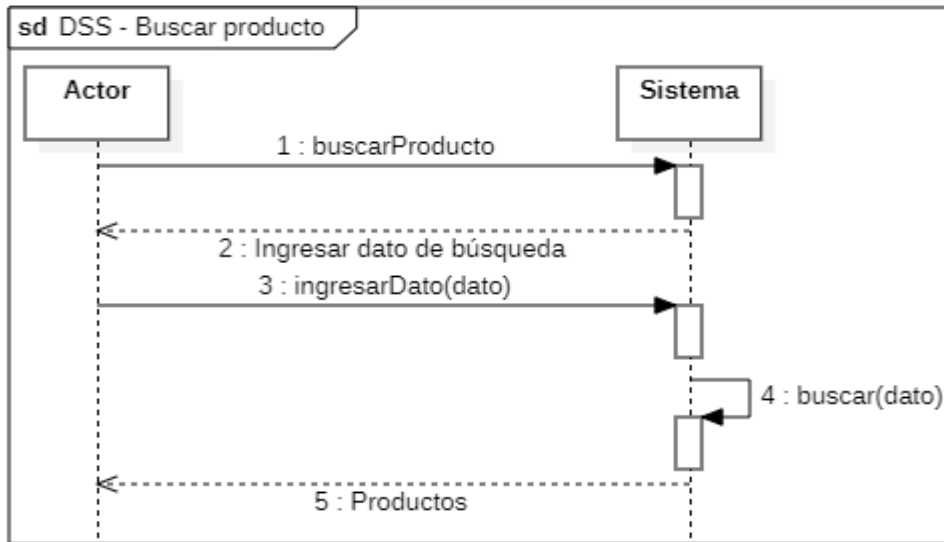 sd DSS - Buscar producto
Actor
Sistema
1 : buscarProducto
2 : Ingresar dato de búsqueda
3 : ingresarDato(dato)
4 : buscar(dato)
5 : Productos